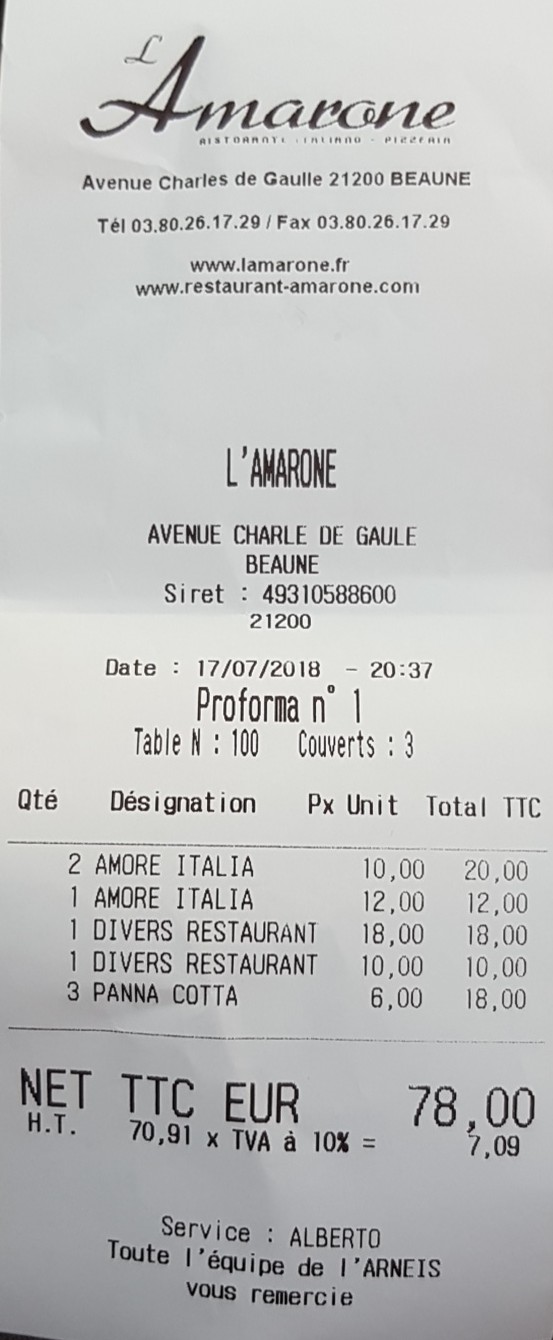 L'Amarone
RISTORANTE ITALIANO - PIZZERIA
Avenue Charles de Gaulle 21200 BEAUNE
Tél 03.80.26.17.29 / Fax 03.80.26.17.29
www.lamarone.fr
www.restaurant-amarone.com
L'AMARONE
AVENUE CHARLE DE GAULE
BEAUNE
Siret : 49310588600
21200
Date : 17/07/2018 - 20:37
Proforma n° 1
Table N : 100 Couverts : 3
Qté Désignation Px Unit Total TTC
2 AMORE ITALIA 10,00 20,00
1 AMORE ITALIA 12,00 12,00
1 DIVERS RESTAURANT 18,00 18,00
1 DIVERS RESTAURANT 10,00 10,00
3 PANNA COTTA 6,00 18,00
NET TTC EUR 78,00
H.T. 70,91 x TVA à 10% = 7,09
Service : ALBERTO
Toute l'équipe de l'ARNEIS
vous remercie